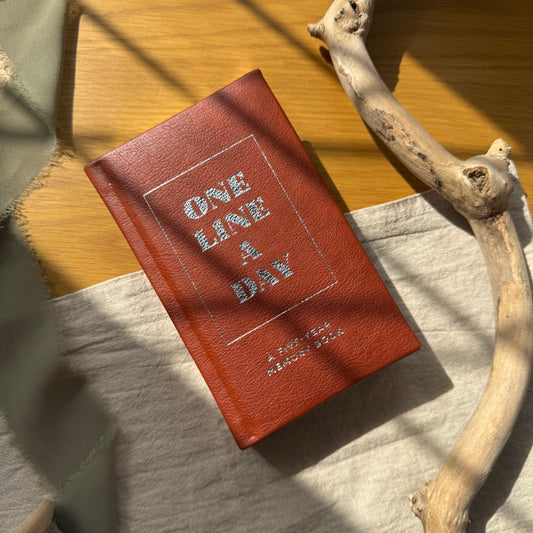 ONE
LINE
A
DAY
A FIVE-YEAR
MEMORY BOOK